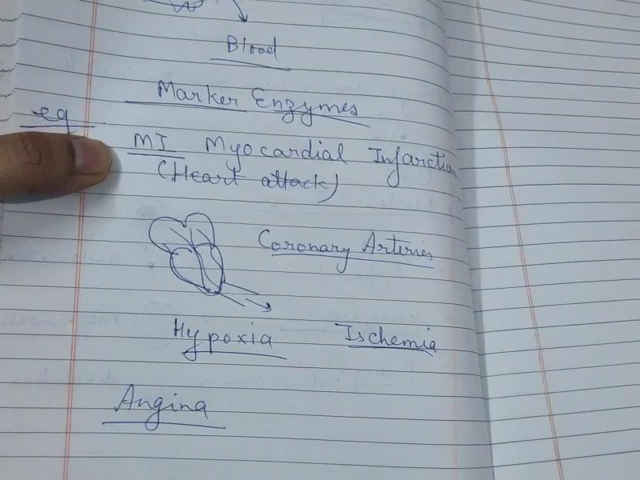 Blood
Marker Enzymes
eg
MI Myocardial Infarction
(Heart attack)
Coronary Arteries
Hypoxia Ischemia
Angina